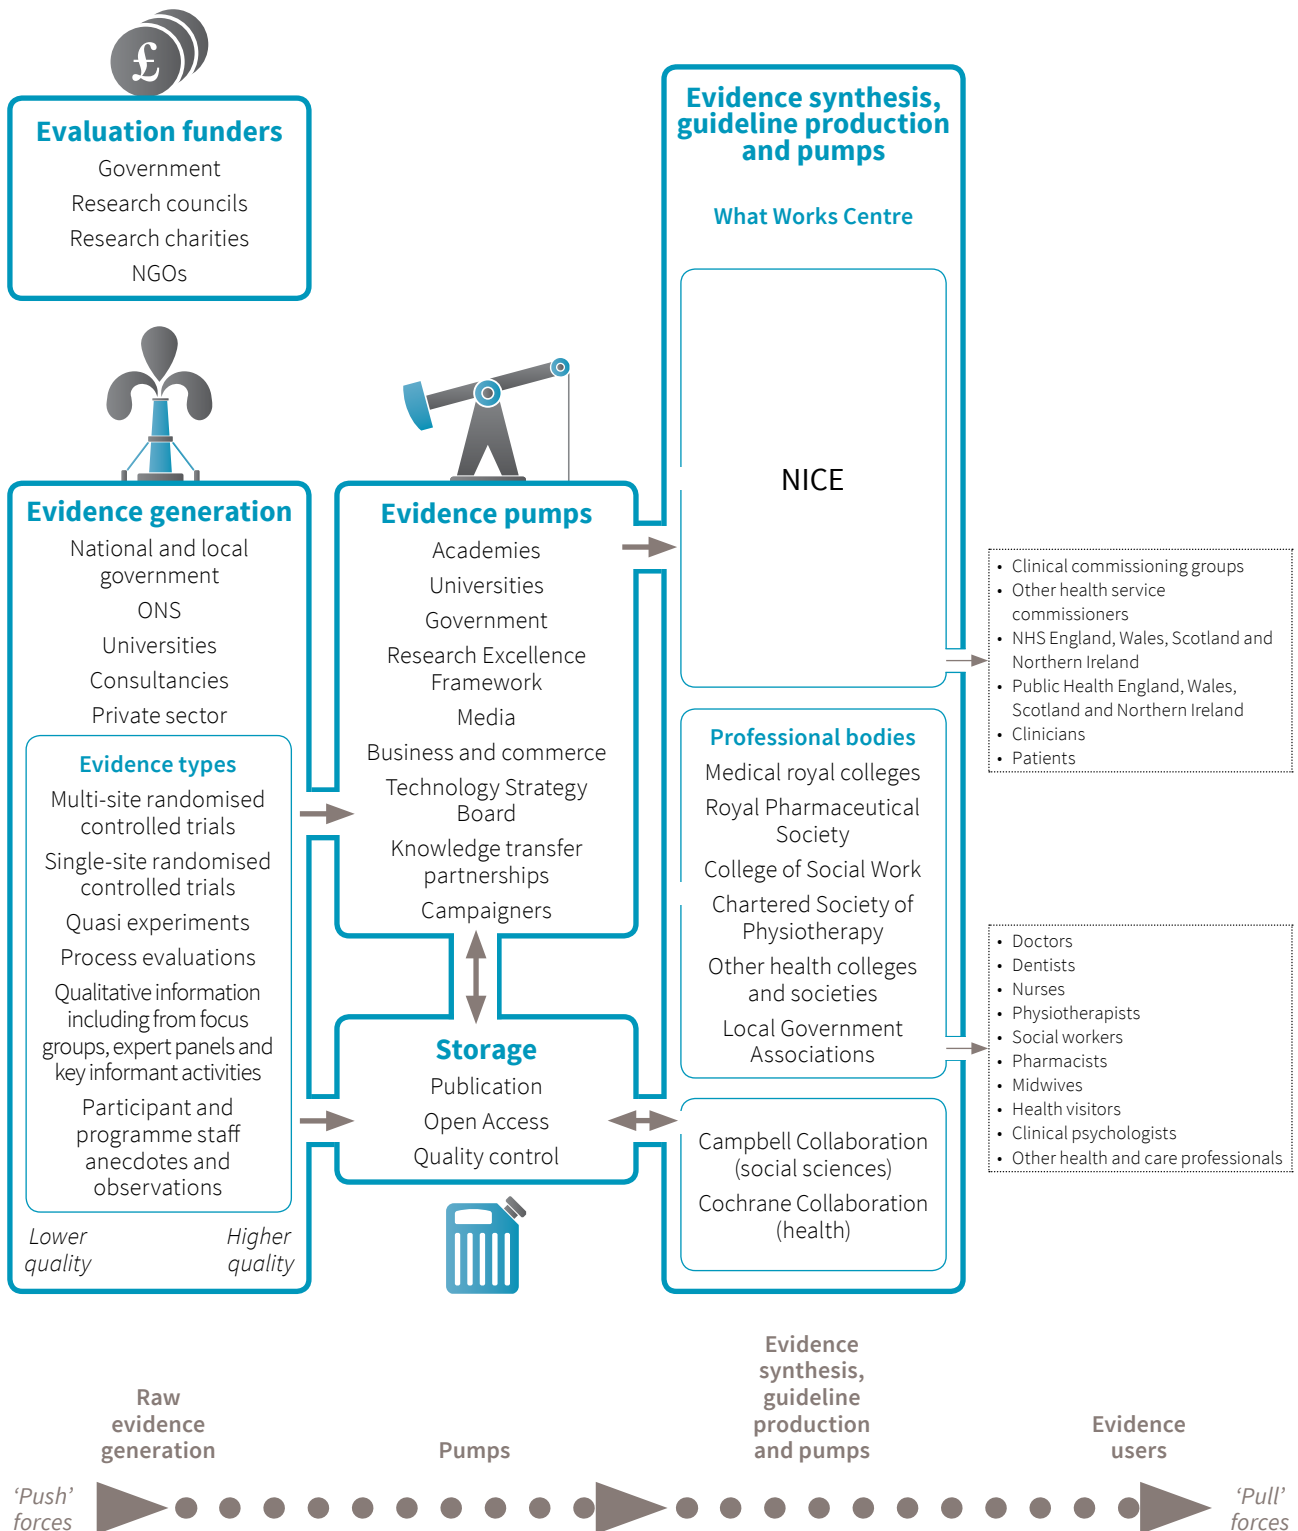 £
Evaluation funders
Government
Research councils
Research charities
NGOs
Evidence generation
National and local
government
ONS
Universities
Consultancies
Private sector
Evidence types
Multi-site randomised
controlled trials
Single-site randomised
controlled trials
Quasi experiments
Process evaluations
Qualitative information
including from focus
groups, expert panels and
key informant activities
Participant and
programme staff
anecdotes and
observations
Lower
quality
Higher
quality
Evidence pumps
Academies
Universities
Government
Research Excellence
Framework
Media
Business and commerce
Technology Strategy
Board
Knowledge transfer
partnerships
Campaigners
Storage
Publication
Open Access
Quality control
Evidence synthesis,
guideline production
and pumps
What Works Centre
NICE
Professional bodies
Medical royal colleges
Royal Pharmaceutical
Society
College of Social Work
Chartered Society of
Physiotherapy
Other health colleges
and societies
Local Government
Associations
Campbell Collaboration
(social sciences)
Cochrane Collaboration
(health)
• Clinical commissioning groups
• Other health service
commissioners
• NHS England, Wales, Scotland and
Northern Ireland
• Public Health England, Wales,
Scotland and Northern Ireland
• Clinicians
• Patients
• Doctors
• Dentists
• Nurses
• Physiotherapists
• Social workers
• Pharmacists
• Midwives
• Health visitors
• Clinical psychologists
• Other health and care professionals
Raw
evidence
generation
Pumps
Evidence
synthesis,
guideline
production
and pumps
Evidence
users
'Push'
forces
'Pull'
forces